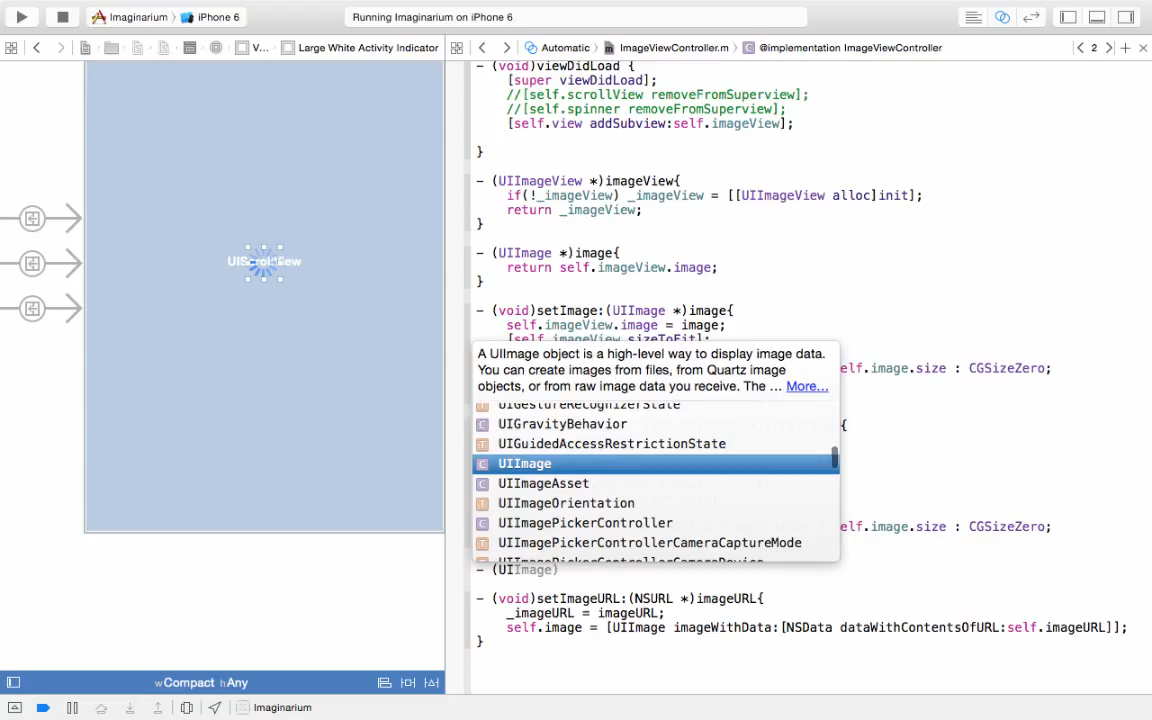 Imaginarium iPhone 6 Running Imaginarium on iPhone 6
V... Large White Activity Indicator Automatic ImageViewController.m @implementation ImageViewController 2
- (void)viewDidLoad {
[super viewDidLoad];
//[self.scrollView removeFromSuperview];
//[self.spinner removeFromSuperview];
[self.view addSubview:self.imageView];
}
- (UIImageView *)imageView{
if(!_imageView) _imageView = [[UIImageView alloc]init];
return _imageView;
}
- (UIImage *)image{
return self.imageView.image;
}
- (void)setImage:(UIImage *)image{
self.imageView.image = image;
[self.imageView sizeToFit];
elf.image.size : CGSizeZero;
A UIImage object is a high-level way to display image data.
You can create images from files, from Quartz image
objects, or from raw image data you receive. The ... More...
UIGestureRecognizerState
UIGravityBehavior
{
UIGuidedAccessRestrictionState
UIImage
UIImageAsset
UIImageOrientation
UIImagePickerController
elf.image.size : CGSizeZero;
UIImagePickerControllerCameraCaptureMode
UIImagePickerControllerCameraDevice
- (UIImage)
- (void)setImageURL:(NSURL *)imageURL{
_imageURL = imageURL;
self.image = [UIImage imageWithData:[NSData dataWithContentsOfURL:self.imageURL]];
}
UIScrollView
wCompact hAny
Imaginarium